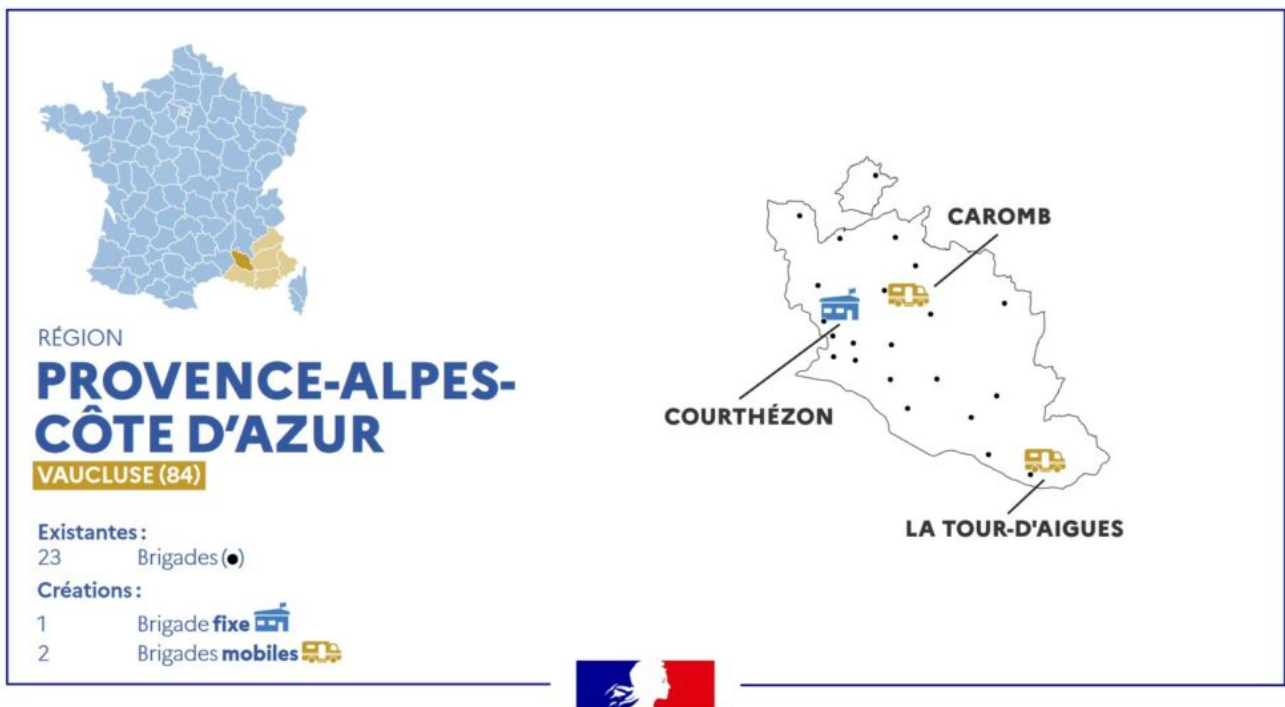 RÉGION
PROVENCE-ALPES-
CÔTE D'AZUR
VAUCLUSE (84)
Existantes :
23 Brigades (●)
Créations :
1 Brigade fixe
2 Brigades mobiles
CAROMB
COURTHÉZON
LA TOUR-D'AIGUES